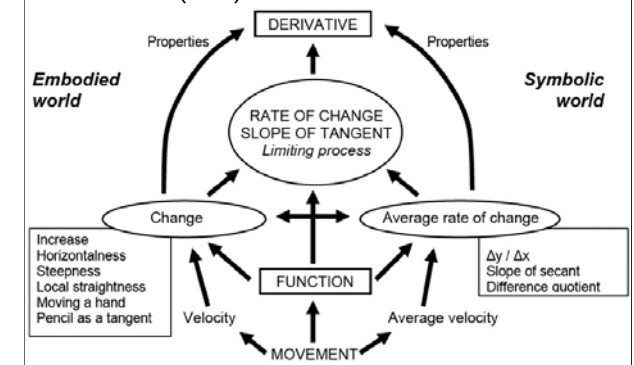 DERIVATIVE
Properties
Properties
Embodied
world
Symbolic
world
RATE OF CHANGE
SLOPE OF TANGENT
Limiting process
Change
Average rate of change
Increase
Horizontalness
Steepness
Local straightness
Moving a hand
Pencil as a tangent
Δy / Δx
Slope of secant
Difference quotient
FUNCTION
Velocity
Average velocity
MOVEMENT